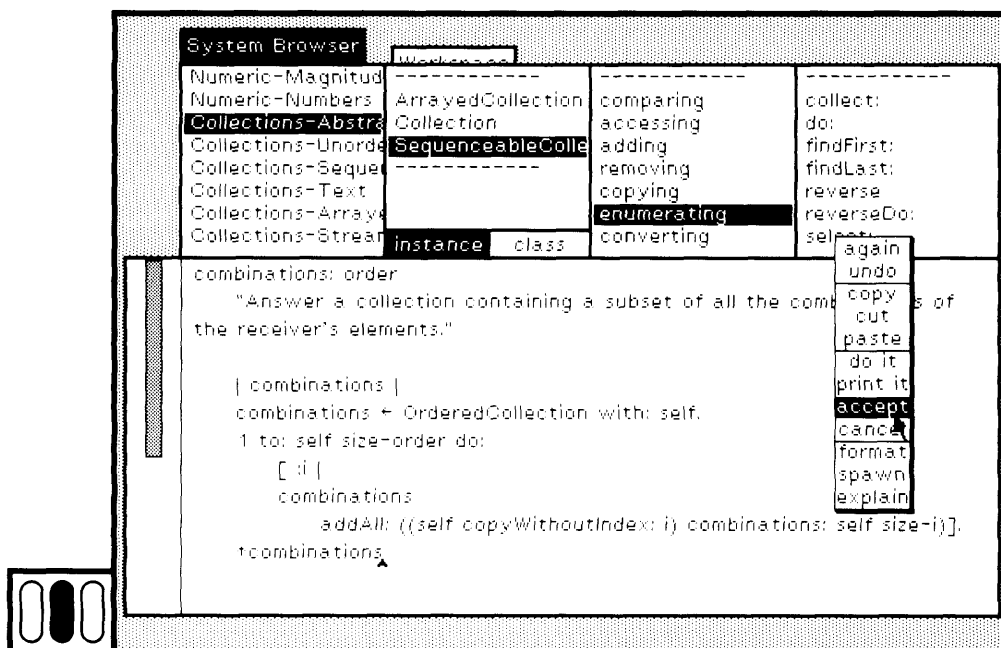 System Browser
Workspace
Numeric-Magnitud
Numeric-Numbers
Collections-Abstra
Collections-Unorde
Collections-Sequen
Collections-Text
Collections-Arraye
Collections-Stream
-------------
ArrayedCollection
Collection
SequenceableColle
-------------
instance class
-------------
comparing
accessing
adding
removing
copying
enumerating
converting
-------------
collect:
do:
findFirst:
findLast:
reverse
reverseDo:
select:
again
undo
copy
cut
paste
do it
print it
accept
cancel
format
spawn
explain
combinations: order
"Answer a collection containing a subset of all the comb s of
the receiver's elements."
| combinations |
combinations ← OrderedCollection with: self.
1 to: self size-order do:
[ :i |
combinations
addAll: ((self copyWithoutIndex: i) combinations: self size-i)].
↑combinations